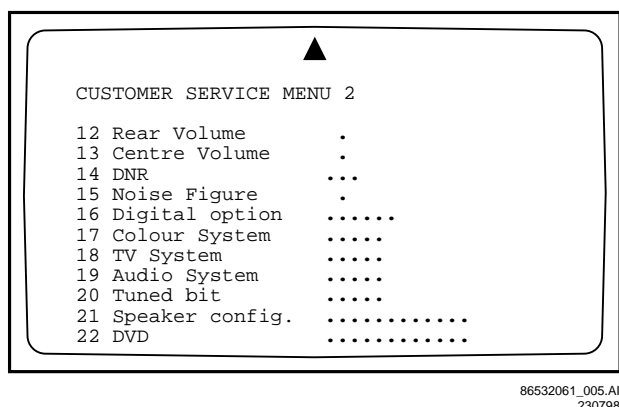 CUSTOMER SERVICE MENU 2
12 Rear Volume .
13 Centre Volume .
14 DNR ...
15 Noise Figure .
16 Digital option ......
17 Colour System .....
18 TV System .....
19 Audio System .....
20 Tuned bit .....
21 Speaker config. ............
22 DVD ............
86532061_005.AI
230798